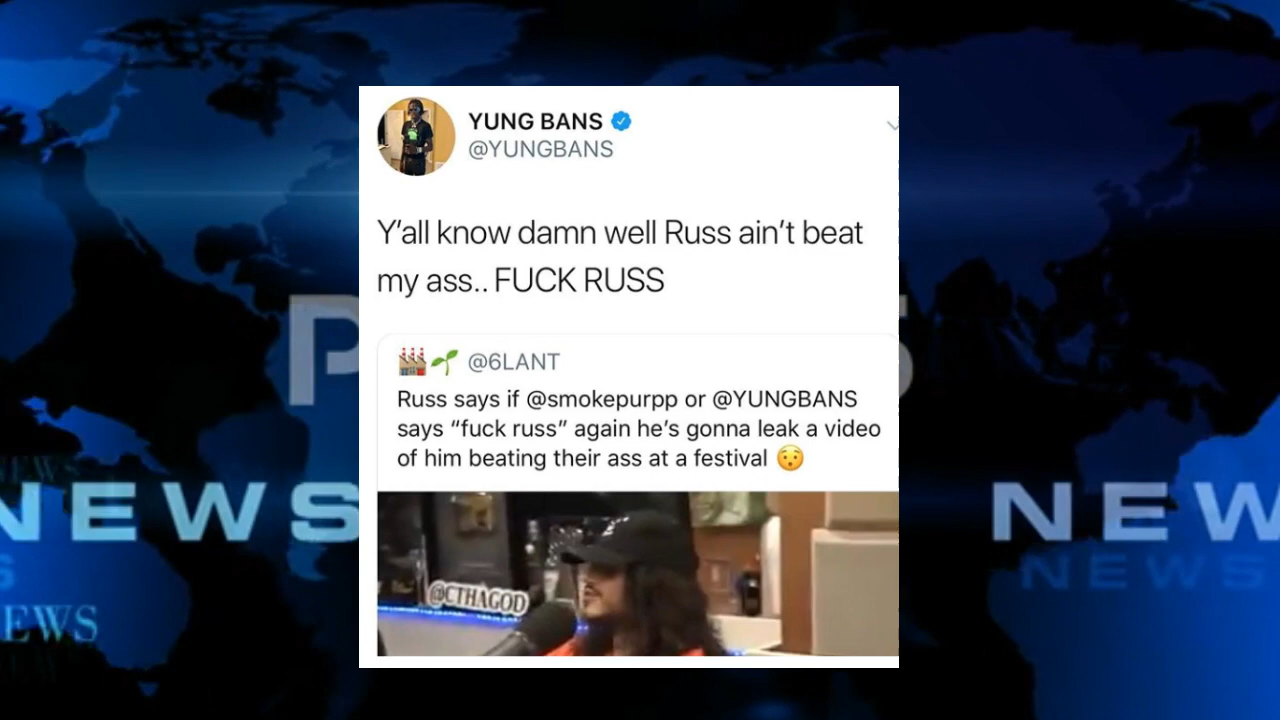 YUNG BANS
@YUNGBANS
Y'all know damn well Russ ain't beat
my ass.. FUCK RUSS
@6LANT
Russ says if @smokepurpp or @YUNGBANS
says “fuck russ” again he's gonna leak a video
of him beating their ass at a festival 😯
@CTHAGOD
NEWS
NEW
NEWS
EWS